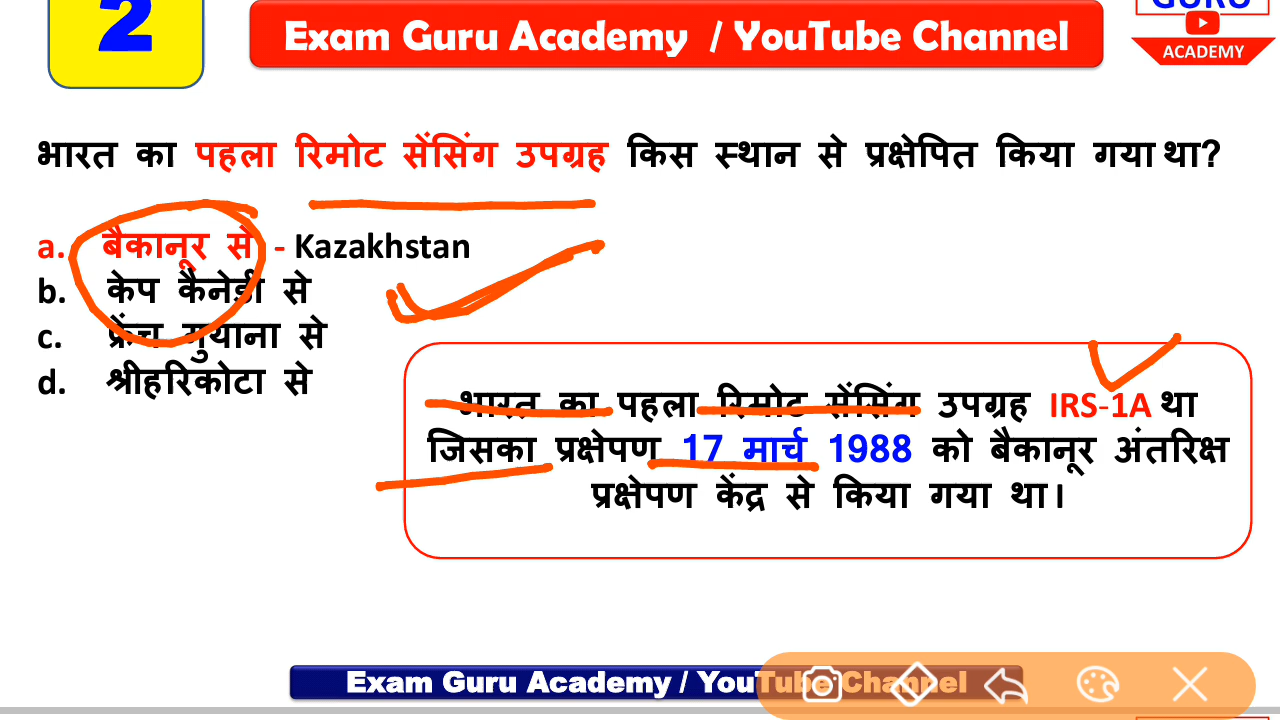 2
Exam Guru Academy / YouTube Channel
GURU
ACADEMY
भारत का पहला रिमोट सेंसिंग उपग्रह किस स्थान से प्रक्षेपित किया गया था?
a. बैकानूर से - Kazakhstan
b. केप कैनेडी से
c. फ्रेंच गुयाना से
d. श्रीहरिकोटा से
भारत का पहला रिमोट सेंसिंग उपग्रह IRS-1A था
जिसका प्रक्षेपण 17 मार्च 1988 को बैकानूर अंतरिक्ष
प्रक्षेपण केंद्र से किया गया था।
Exam Guru Academy / YouTube Channel